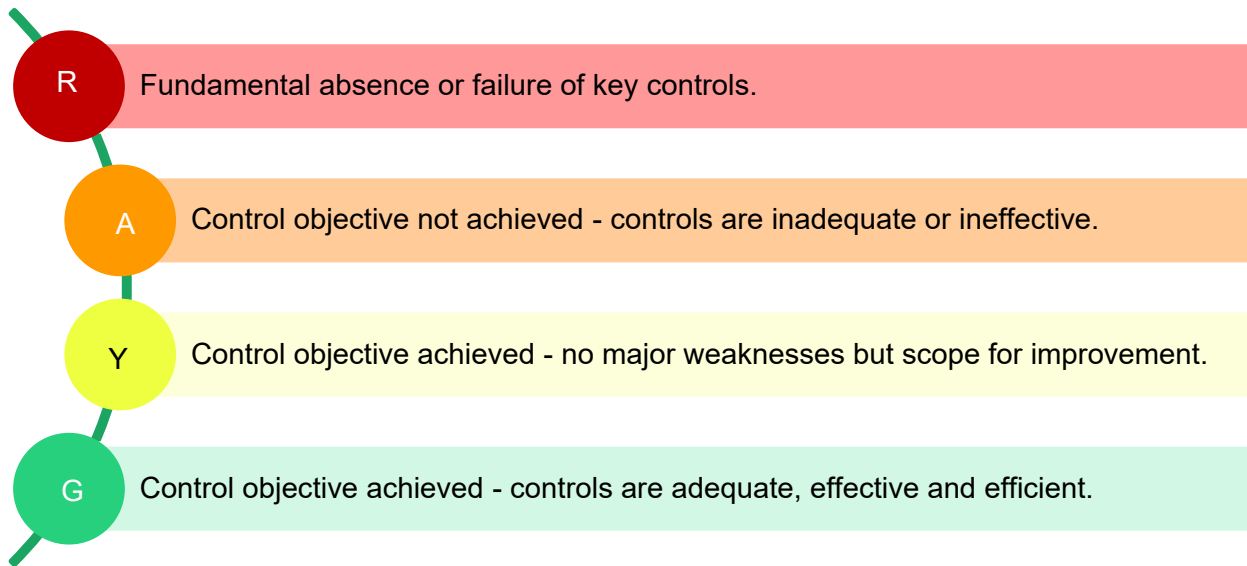 R
Fundamental absence or failure of key controls.
A
Control objective not achieved - controls are inadequate or ineffective.
Y
Control objective achieved - no major weaknesses but scope for improvement.
G
Control objective achieved - controls are adequate, effective and efficient.